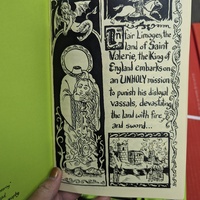 In fair Limoges, the
land of Saint
Valerie, the King of
England embarks on
an UNHOLY mission
to punish his disloyal
vassals, devastating
the land with fire
and sword...